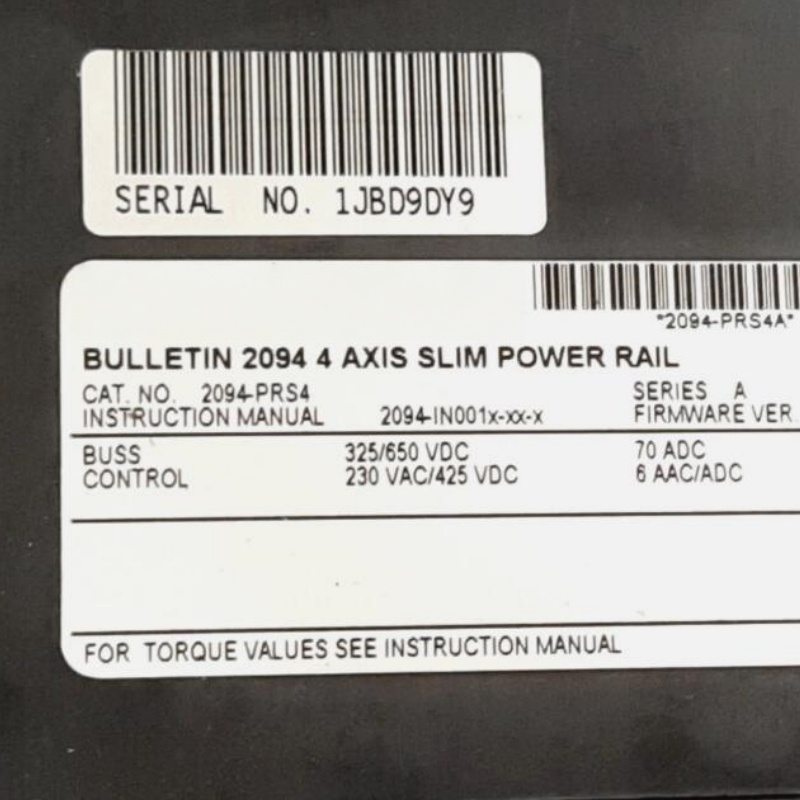 SERIAL NO. 1JBD9DY9
*2094-PRS4A*
BULLETIN 2094 4 AXIS SLIM POWER RAIL
CAT. NO. 2094-PRS4 SERIES A
INSTRUCTION MANUAL 2094-IN001x-xx-x FIRMWARE VER.
BUSS 325/650 VDC 70 ADC
CONTROL 230 VAC/425 VDC 6 AAC/ADC
FOR TORQUE VALUES SEE INSTRUCTION MANUAL